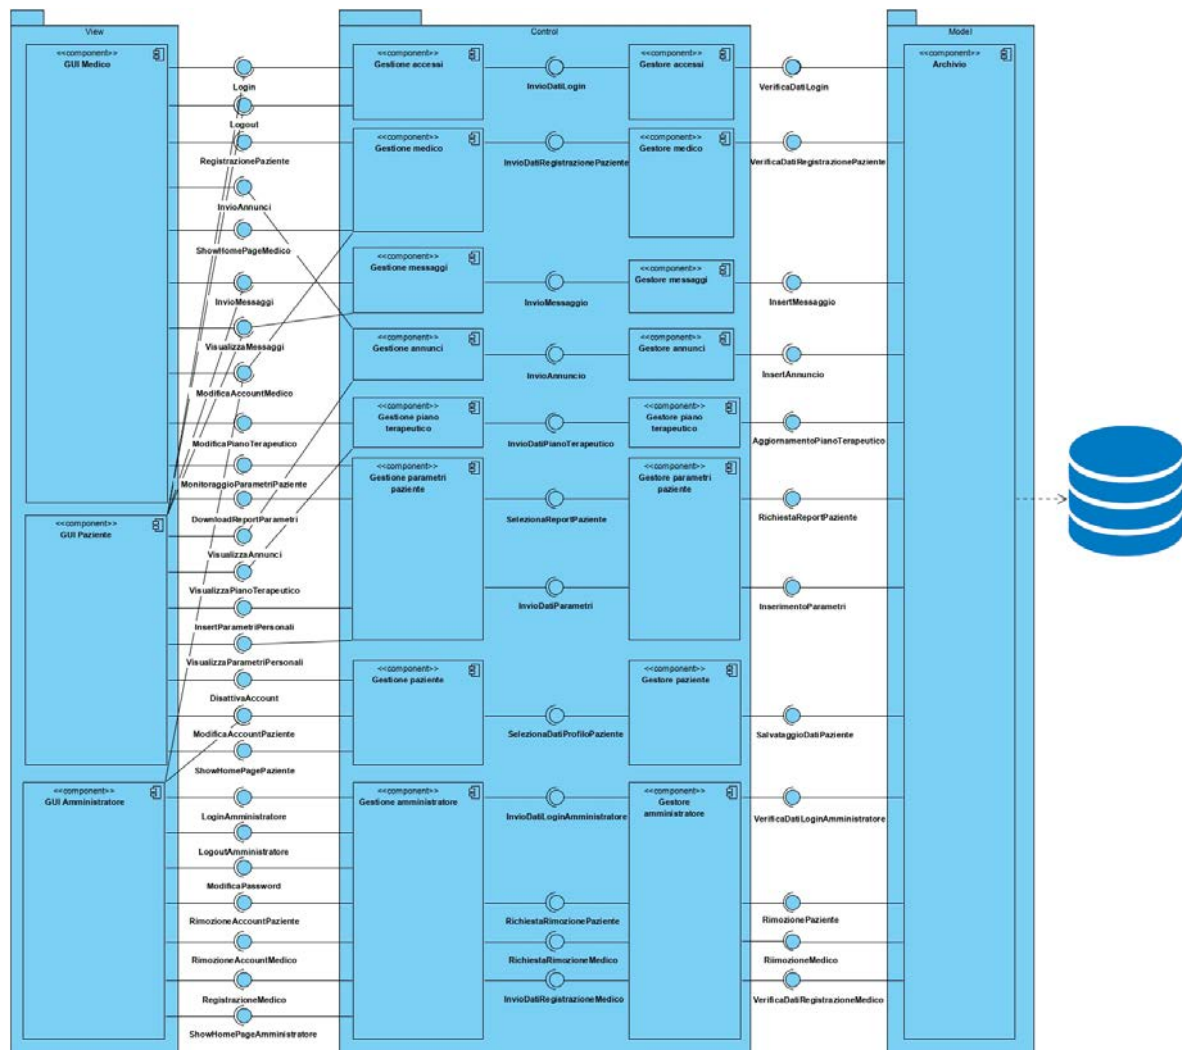 View
Control
Model
<<component>>
GUI Medico
<<component>>
Gestione accessi
<<component>>
Gestore accessi
<<component>>
Archivio
Login
InvioDatiLogin
VerificaDatiLogin
Logout
<<component>>
Gestione medico
<<component>>
Gestore medico
RegistrazionePaziente
InvioDatiRegistrazionePaziente
VerificaDatiRegistrazionePaziente
InvioAnnunci
ShowHomePageMedico
<<component>>
Gestione messaggi
<<component>>
Gestore messaggi
InvioMessaggi
InvioMessaggio
InsertMessaggio
VisualizzaMessaggi
<<component>>
Gestione annunci
<<component>>
Gestore annunci
InvioAnnuncio
InsertAnnuncio
ModificaAccountMedico
<<component>>
Gestione piano
terapeutico
<<component>>
Gestore piano
terapeutico
ModificaPianoTerapeutico
InvioDatiPianoTerapeutico
AggiornamentoPianoTerapeutico
<<component>>
Gestione parametri
paziente
<<component>>
Gestore parametri
paziente
MonitoraggioParametriPaziente
DownloadReportParametri
SelezionaReportPaziente
RichiestaReportPaziente
<<component>>
GUI Paziente
VisualizzaAnnunci
VisualizzaPianoTerapeutico
InvioDatiParametri
InserimentoParametri
InsertParametriPersonali
VisualizzaParametriPersonali
<<component>>
Gestione paziente
<<component>>
Gestore paziente
DisattivaAccount
ModificaAccountPaziente
SelezionaDatiProfiloPaziente
SalvataggioDatiPaziente
ShowHomePagePaziente
<<component>>
GUI Amministratore
<<component>>
Gestione amministratore
<<component>>
Gestore
amministratore
LoginAmministratore
InvioDatiLoginAmministratore
VerificaDatiLoginAmministratore
LogoutAmministratore
ModificaPassword
RimozioneAccountPaziente
RichiestaRimozionePaziente
RimozionePaziente
RimozioneAccountMedico
RichiestaRimozioneMedico
RiimozioneMedico
RegistrazioneMedico
InvioDatiRegistrazioneMedico
VerificaDatiRegistrazioneMedico
ShowHomePageAmministratore